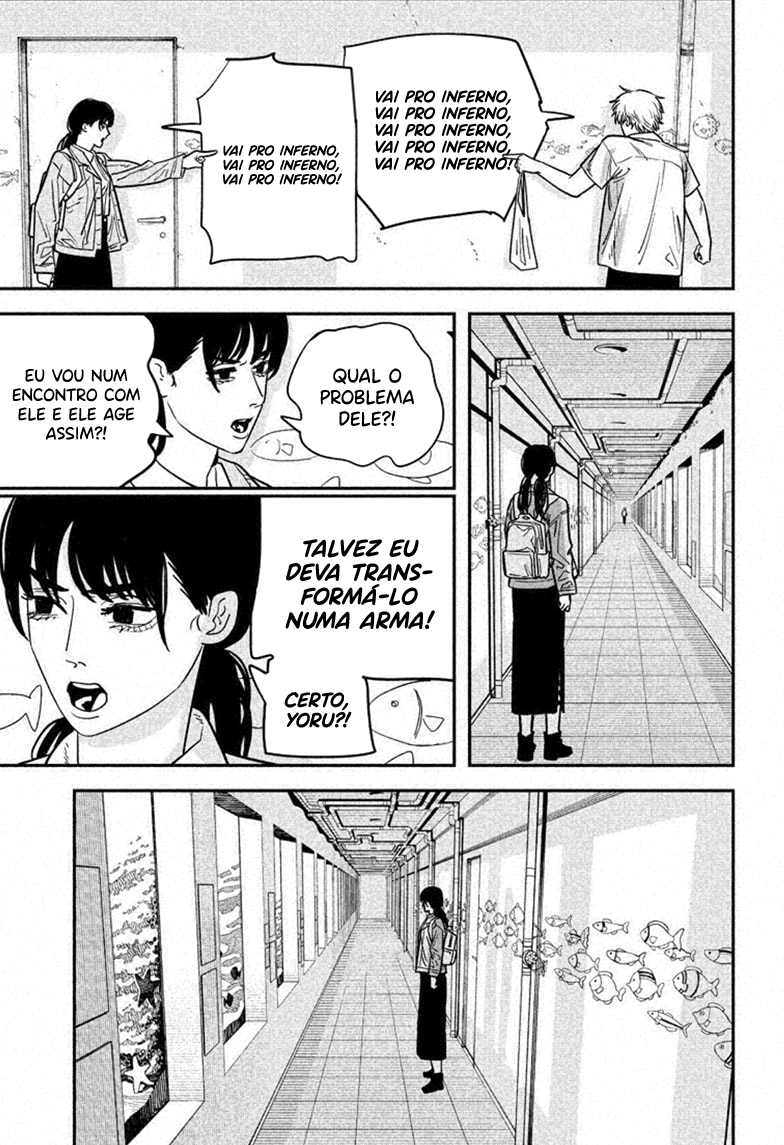 VAI PRO INFERNO,
VAI PRO INFERNO,
VAI PRO INFERNO,
VAI PRO INFERNO,
VAI PRO INFERNO!
VAI PRO INFERNO,
VAI PRO INFERNO,
VAI PRO INFERNO!
QUAL O
PROBLEMA
DELE?!
EU VOU NUM
ENCONTRO COM
ELE E ELE AGE
ASSIM?!
TALVEZ EU
DEVA TRANS-
FORMÁ-LO
NUMA ARMA!
CERTO,
YORU?!